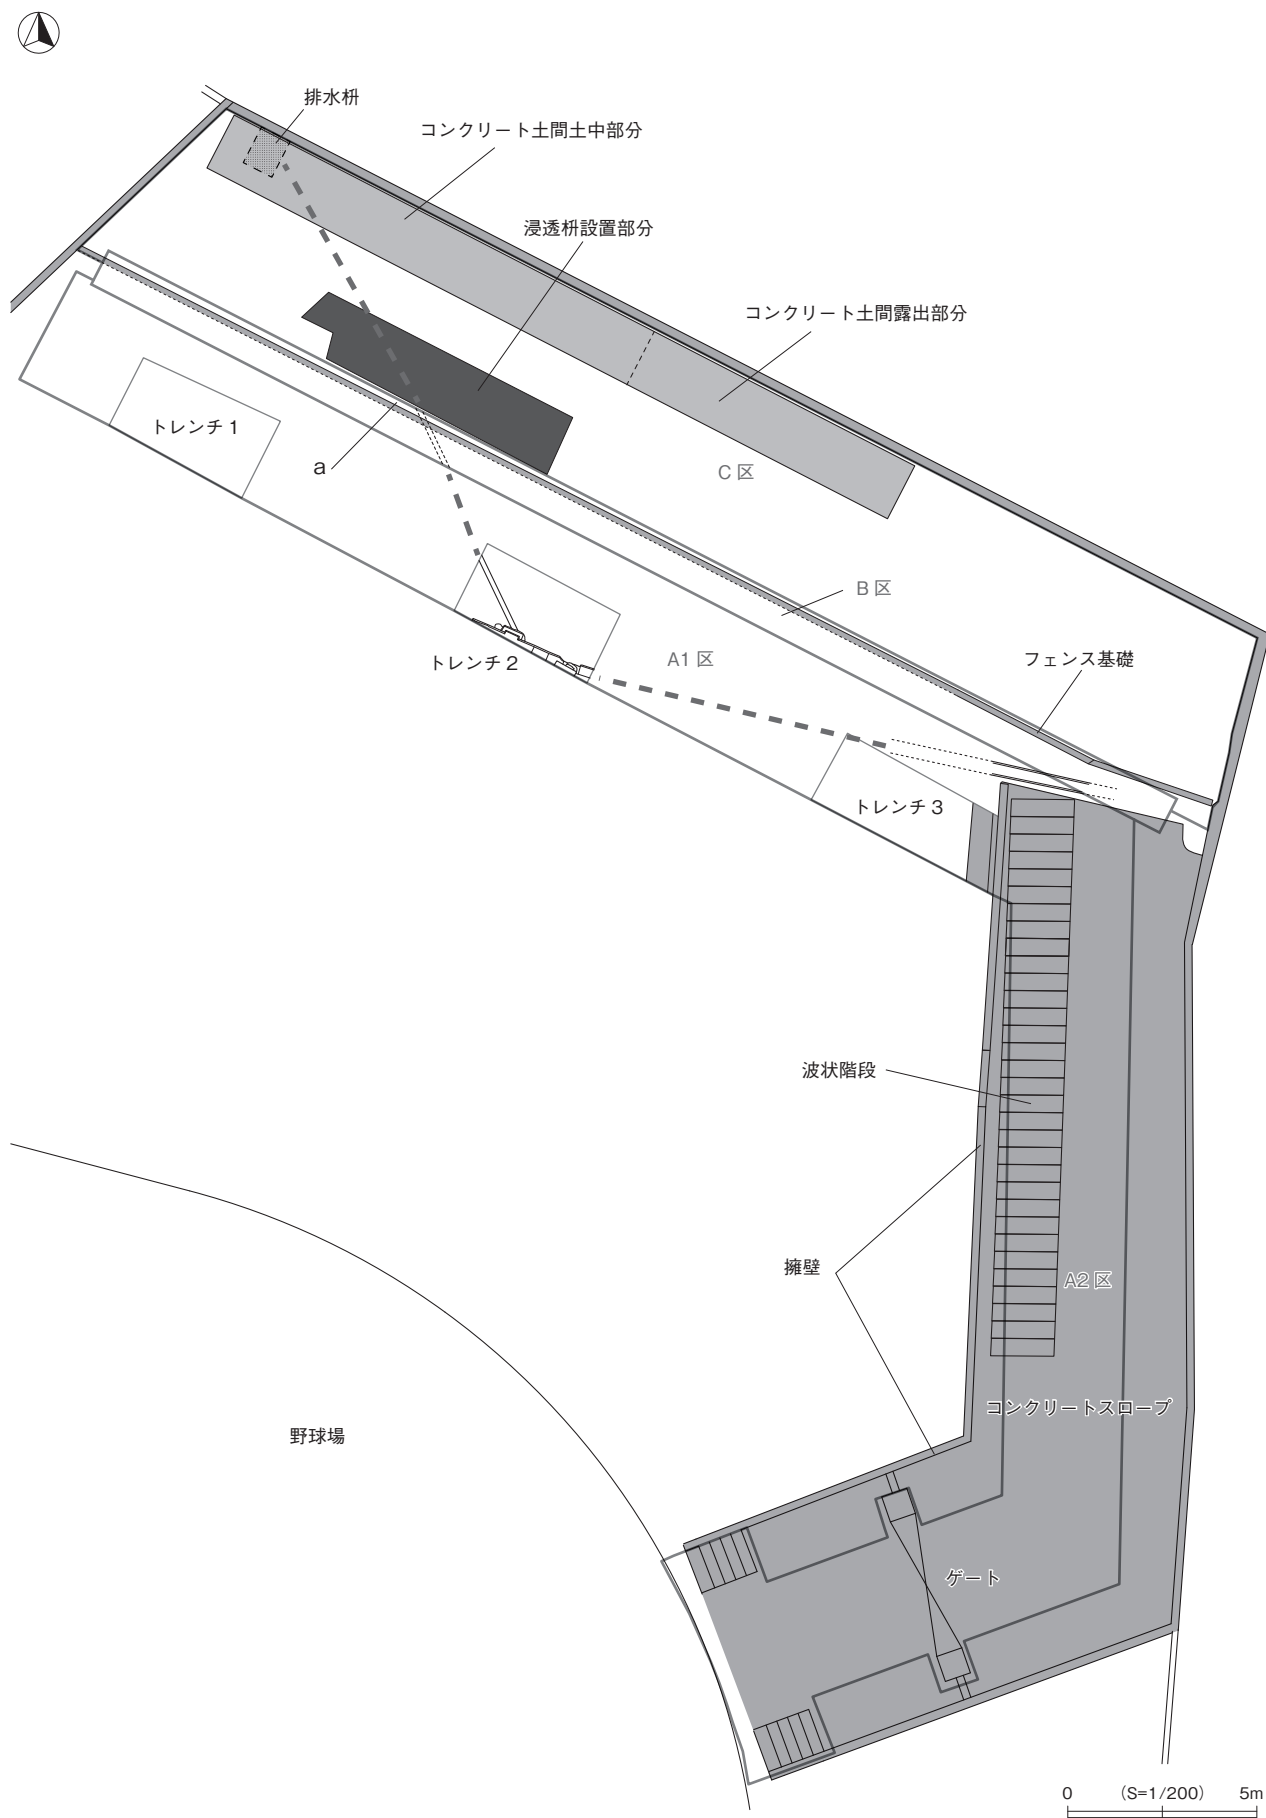 排水枡
コンクリート土間土中部分
浸透枡設置部分
コンクリート土間露出部分
トレンチ 1
a
C 区
B 区
トレンチ 2
A1 区
フェンス基礎
トレンチ 3
波状階段
擁壁
A2 区
コンクリートスロープ
野球場
ゲート
0 (S=1/200) 5m